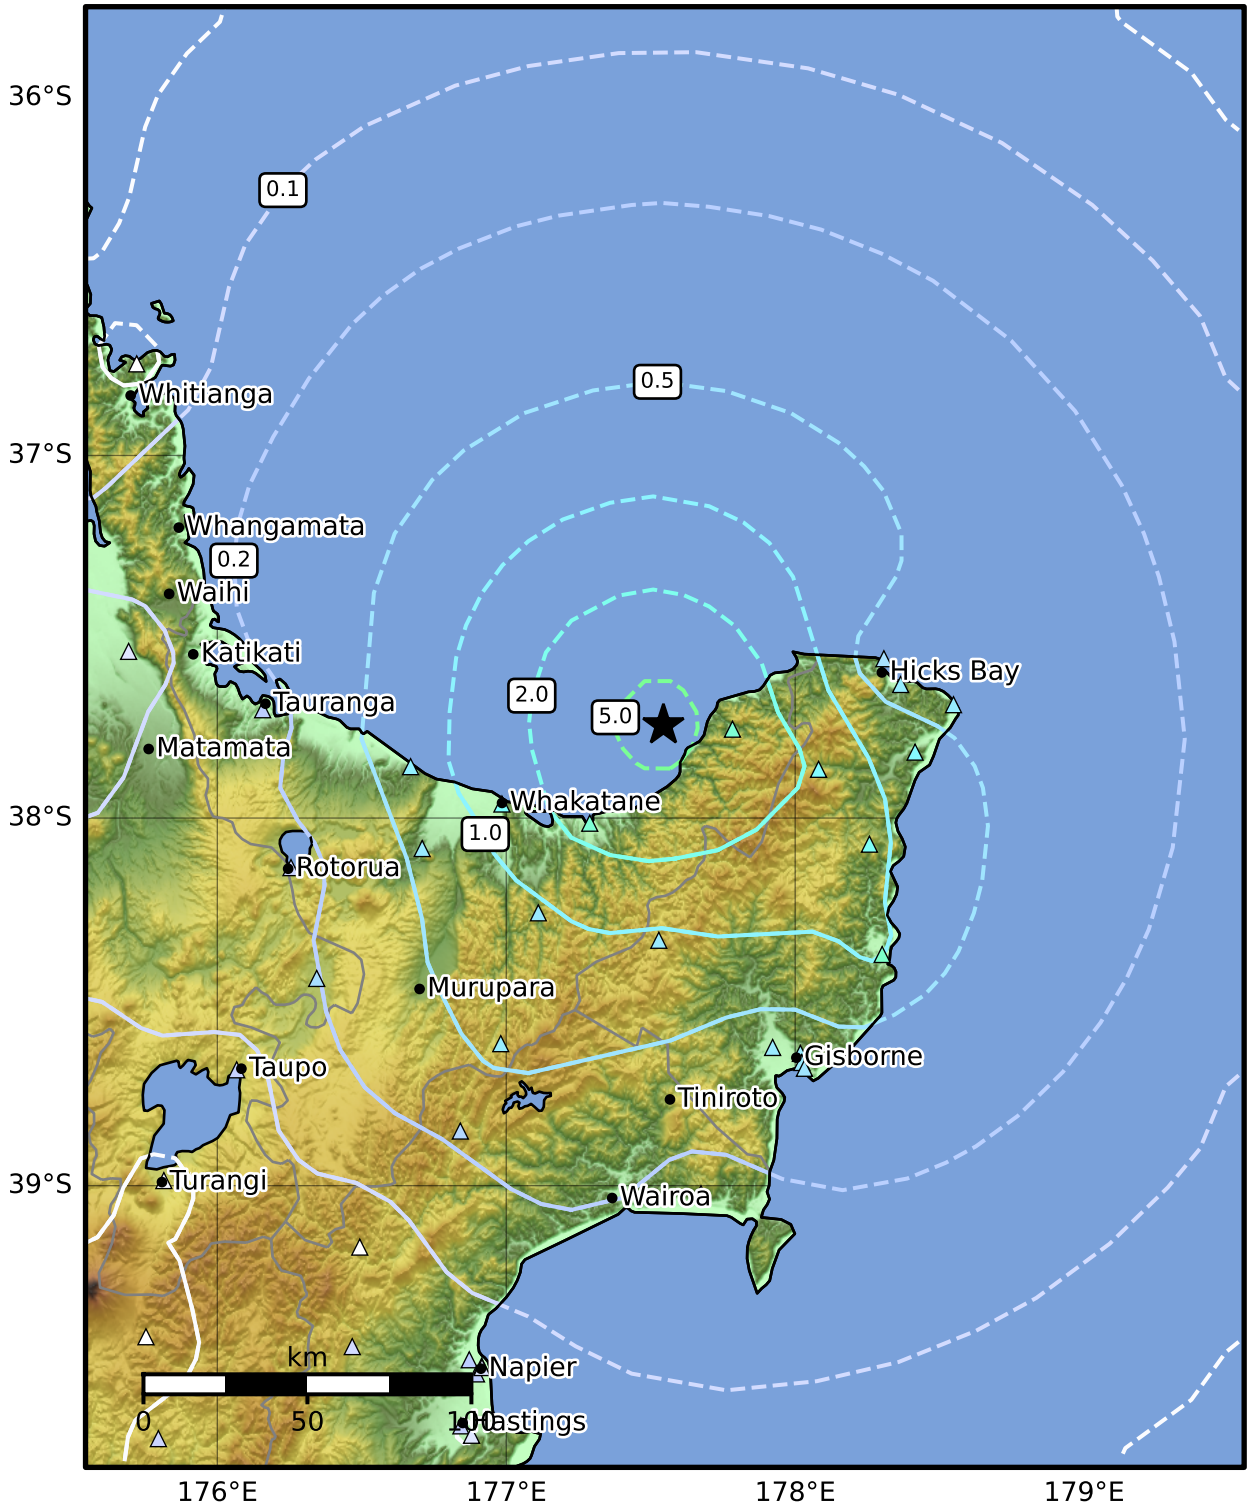 36°S
0.1
0.5
Whitianga
37°S
Whangamata
0.2
Waihi
Katikati
Hicks Bay
2.0
Tauranga
5.0
Matamata
Whakatane
38°S
1.0
Rotorua
Murupara
Gisborne
Taupo
Tiniroto
Turangi
39°S
Wairoa
km
Napier
0
50
100
Hastings
176°E
177°E
178°E
179°E